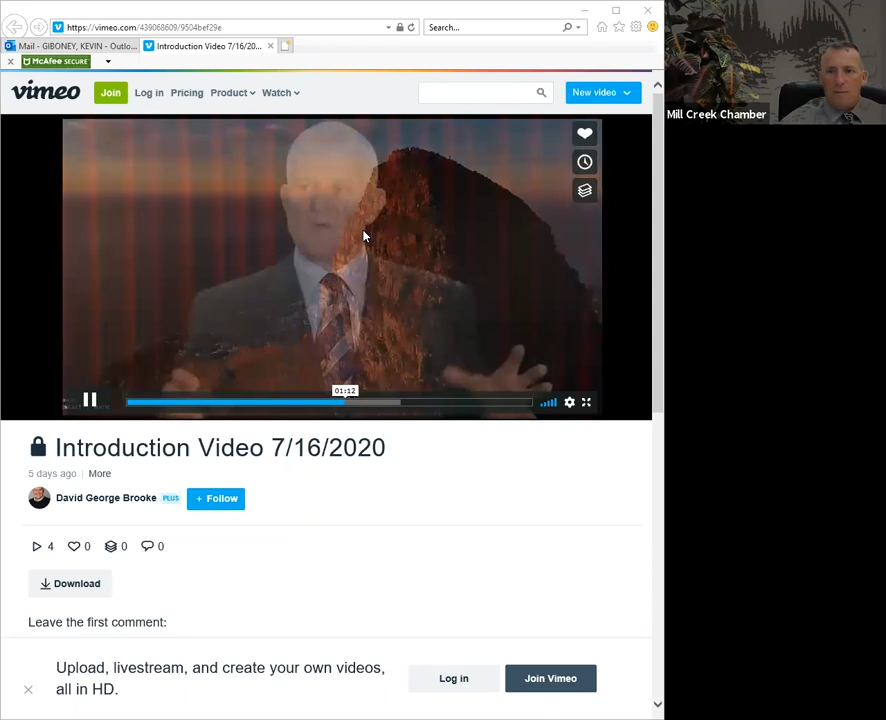 https://vimeo.com/439068609/9504bef29e
Search...
Mail - GIBONEY, KEVIN - Outlo...
Introduction Video 7/16/20...
McAfee SECURE
vimeo
Join
Log in
Pricing
Product
Watch
New video
Mill Creek Chamber
01:12
Introduction Video 7/16/2020
5 days ago
More
David George Brooke
PLUS
+ Follow
4
0
0
0
Download
Leave the first comment:
Upload, livestream, and create your own videos,
all in HD.
Log in
Join Vimeo